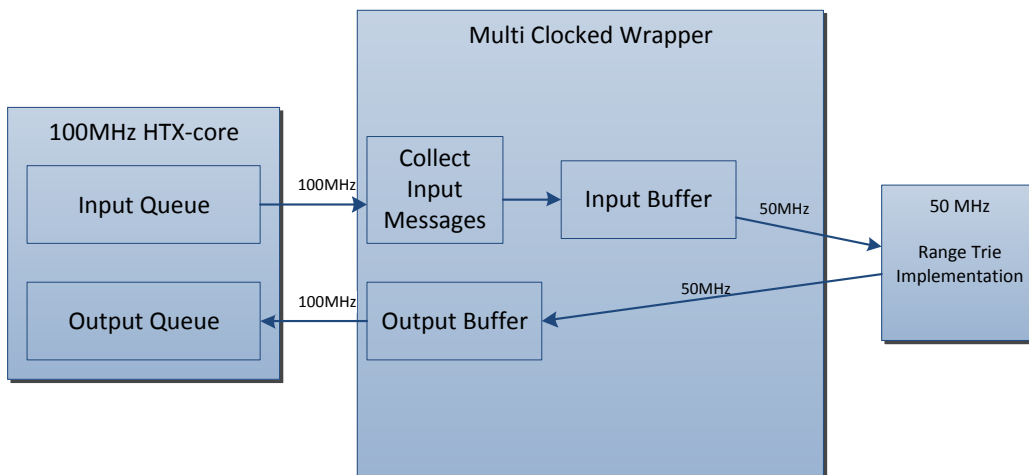 Multi Clocked Wrapper
100MHz HTX-core
Input Queue
100MHz
Collect
Input
Messages
Input Buffer
50MHz
50 MHz
Range Trie
Implementation
Output Queue
100MHz
Output Buffer
50MHz